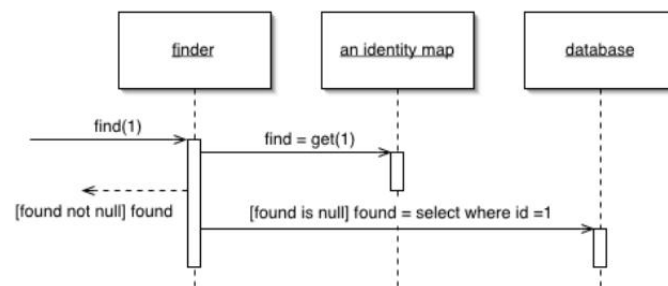 finder
an identity map
database
find(1)
find = get(1)
[found not null] found
[found is null] found = select where id =1